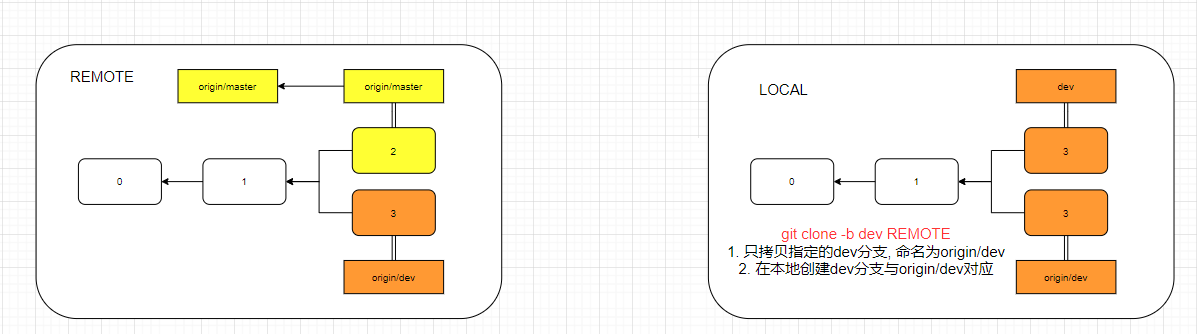 REMOTE
origin/master
origin/master
2
0
1
3
origin/dev
LOCAL
dev
3
0
1
3
git clone -b dev REMOTE
1. 只拷贝指定的dev分支, 命名为origin/dev
2. 在本地创建dev分支与origin/dev对应
origin/dev